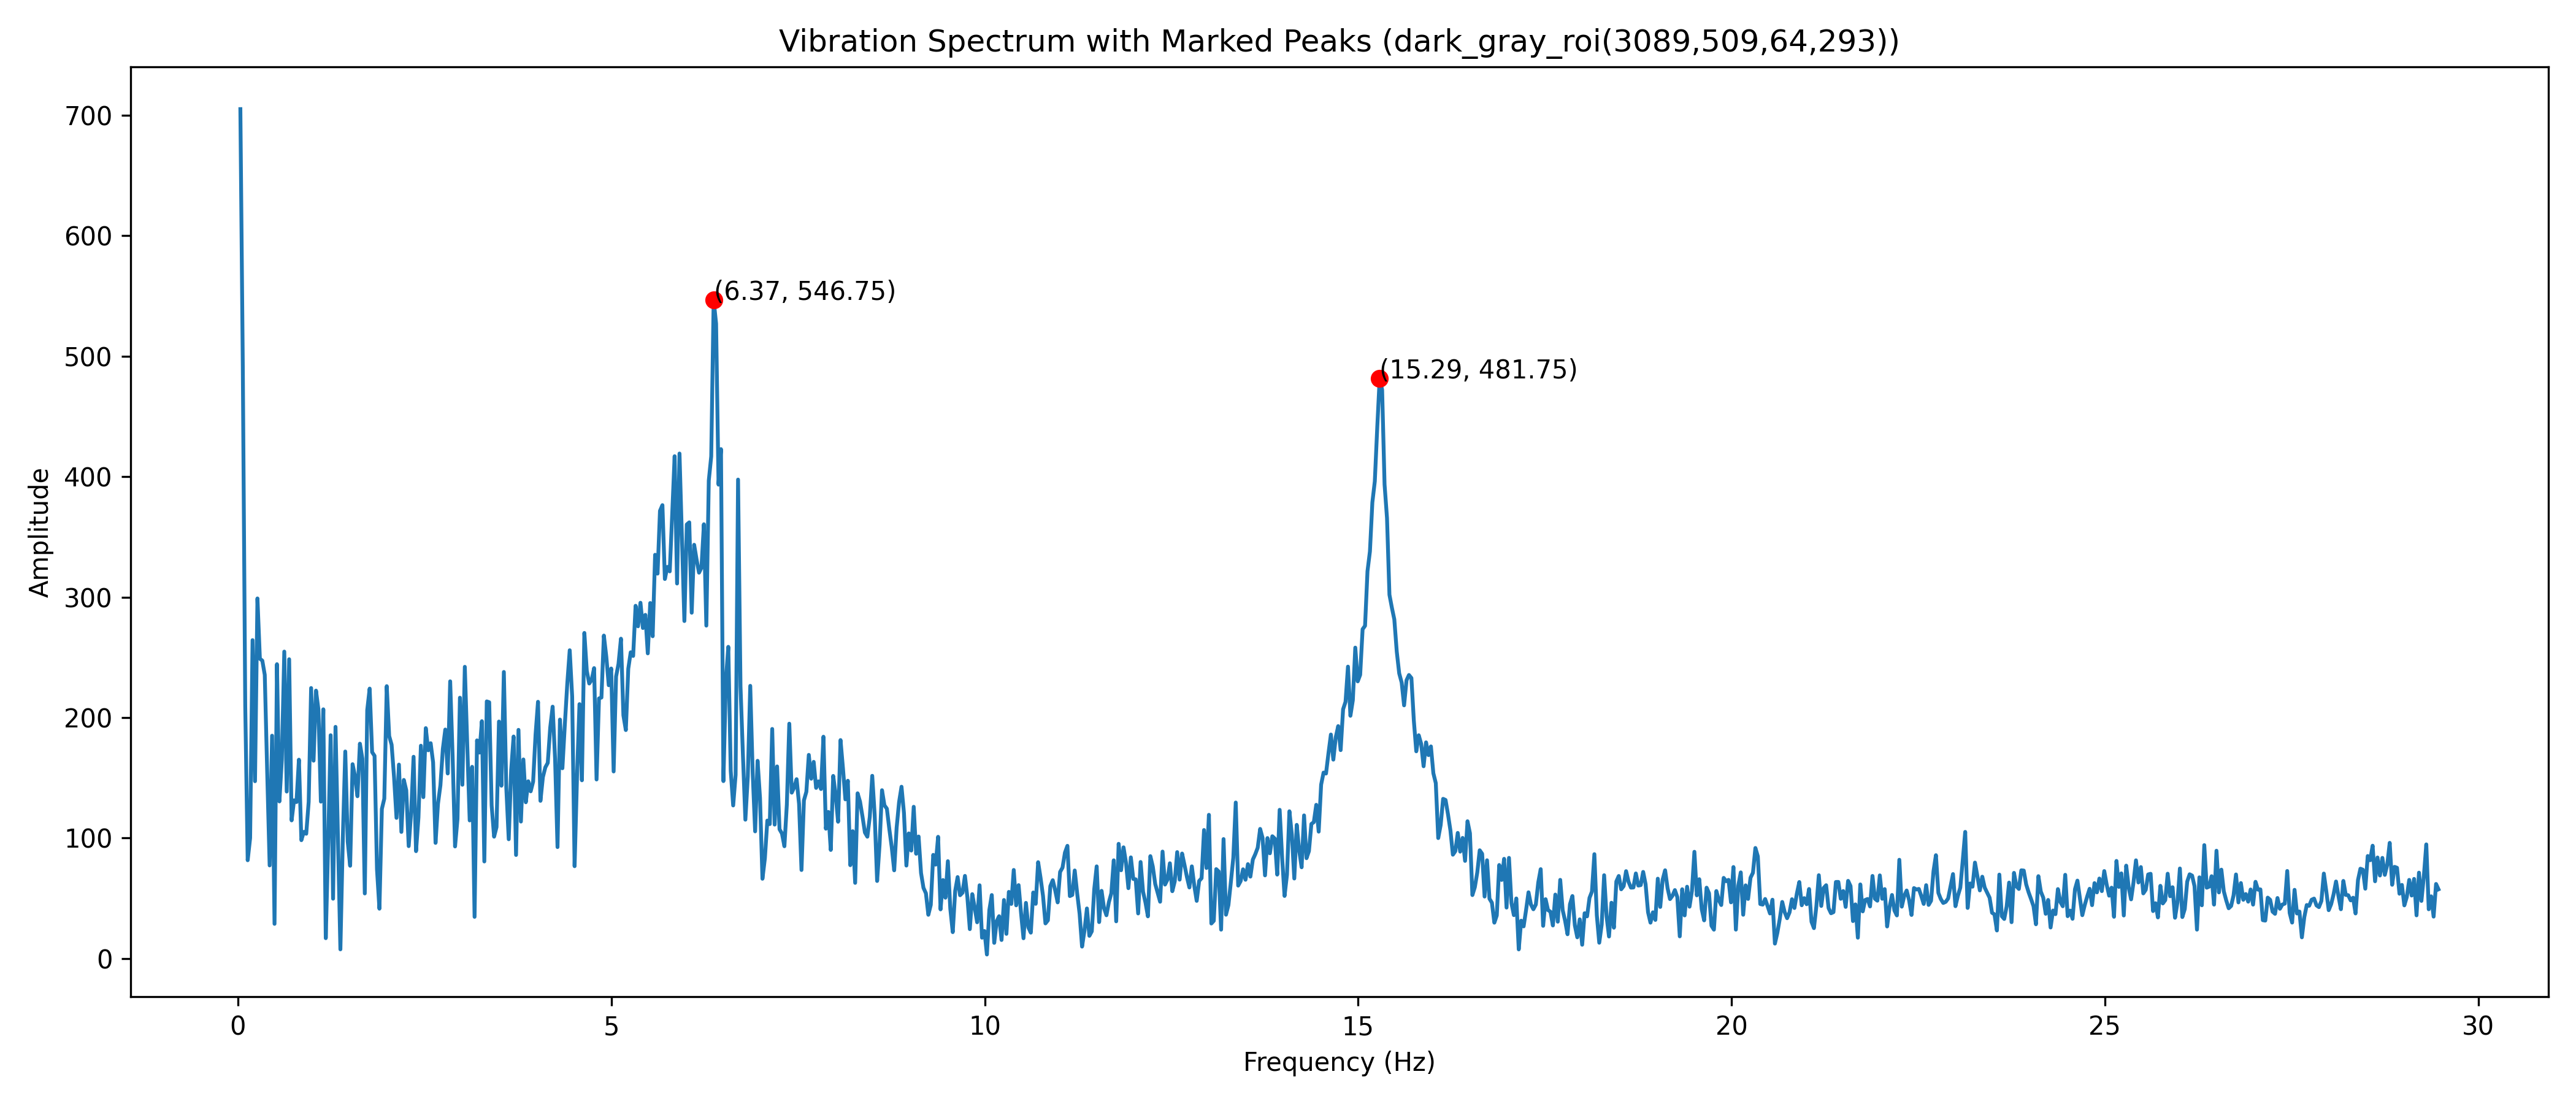 Vibration Spectrum with Marked Peaks (dark_gray_roi(3089,509,64,293))
700
600
500
400
300
200
100
0
Amplitude
(6.37, 546.75)
(15.29, 481.75)
0 5 10 15 20 25 30
Frequency (Hz)